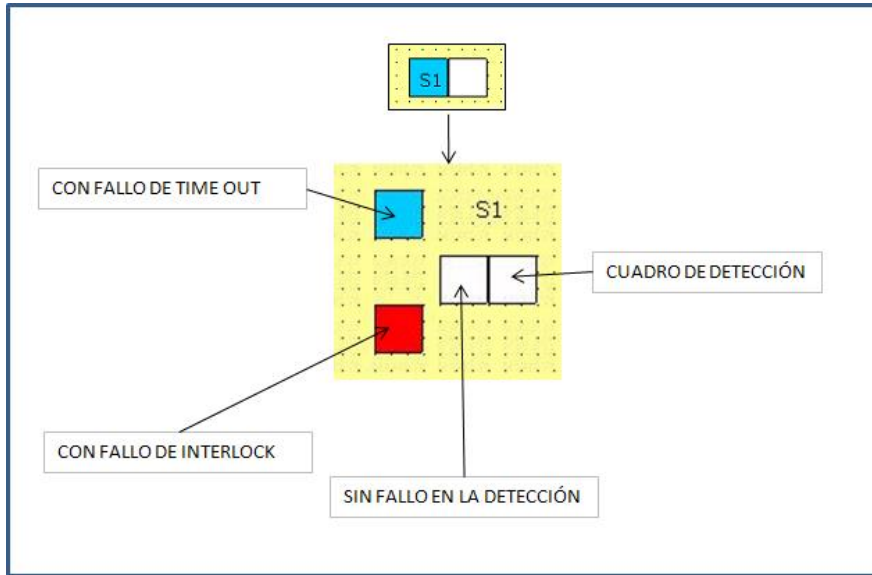 S1
CON FALLO DE TIME OUT
S1
CUADRO DE DETECCIÓN
CON FALLO DE INTERLOCK
SIN FALLO EN LA DETECCIÓN